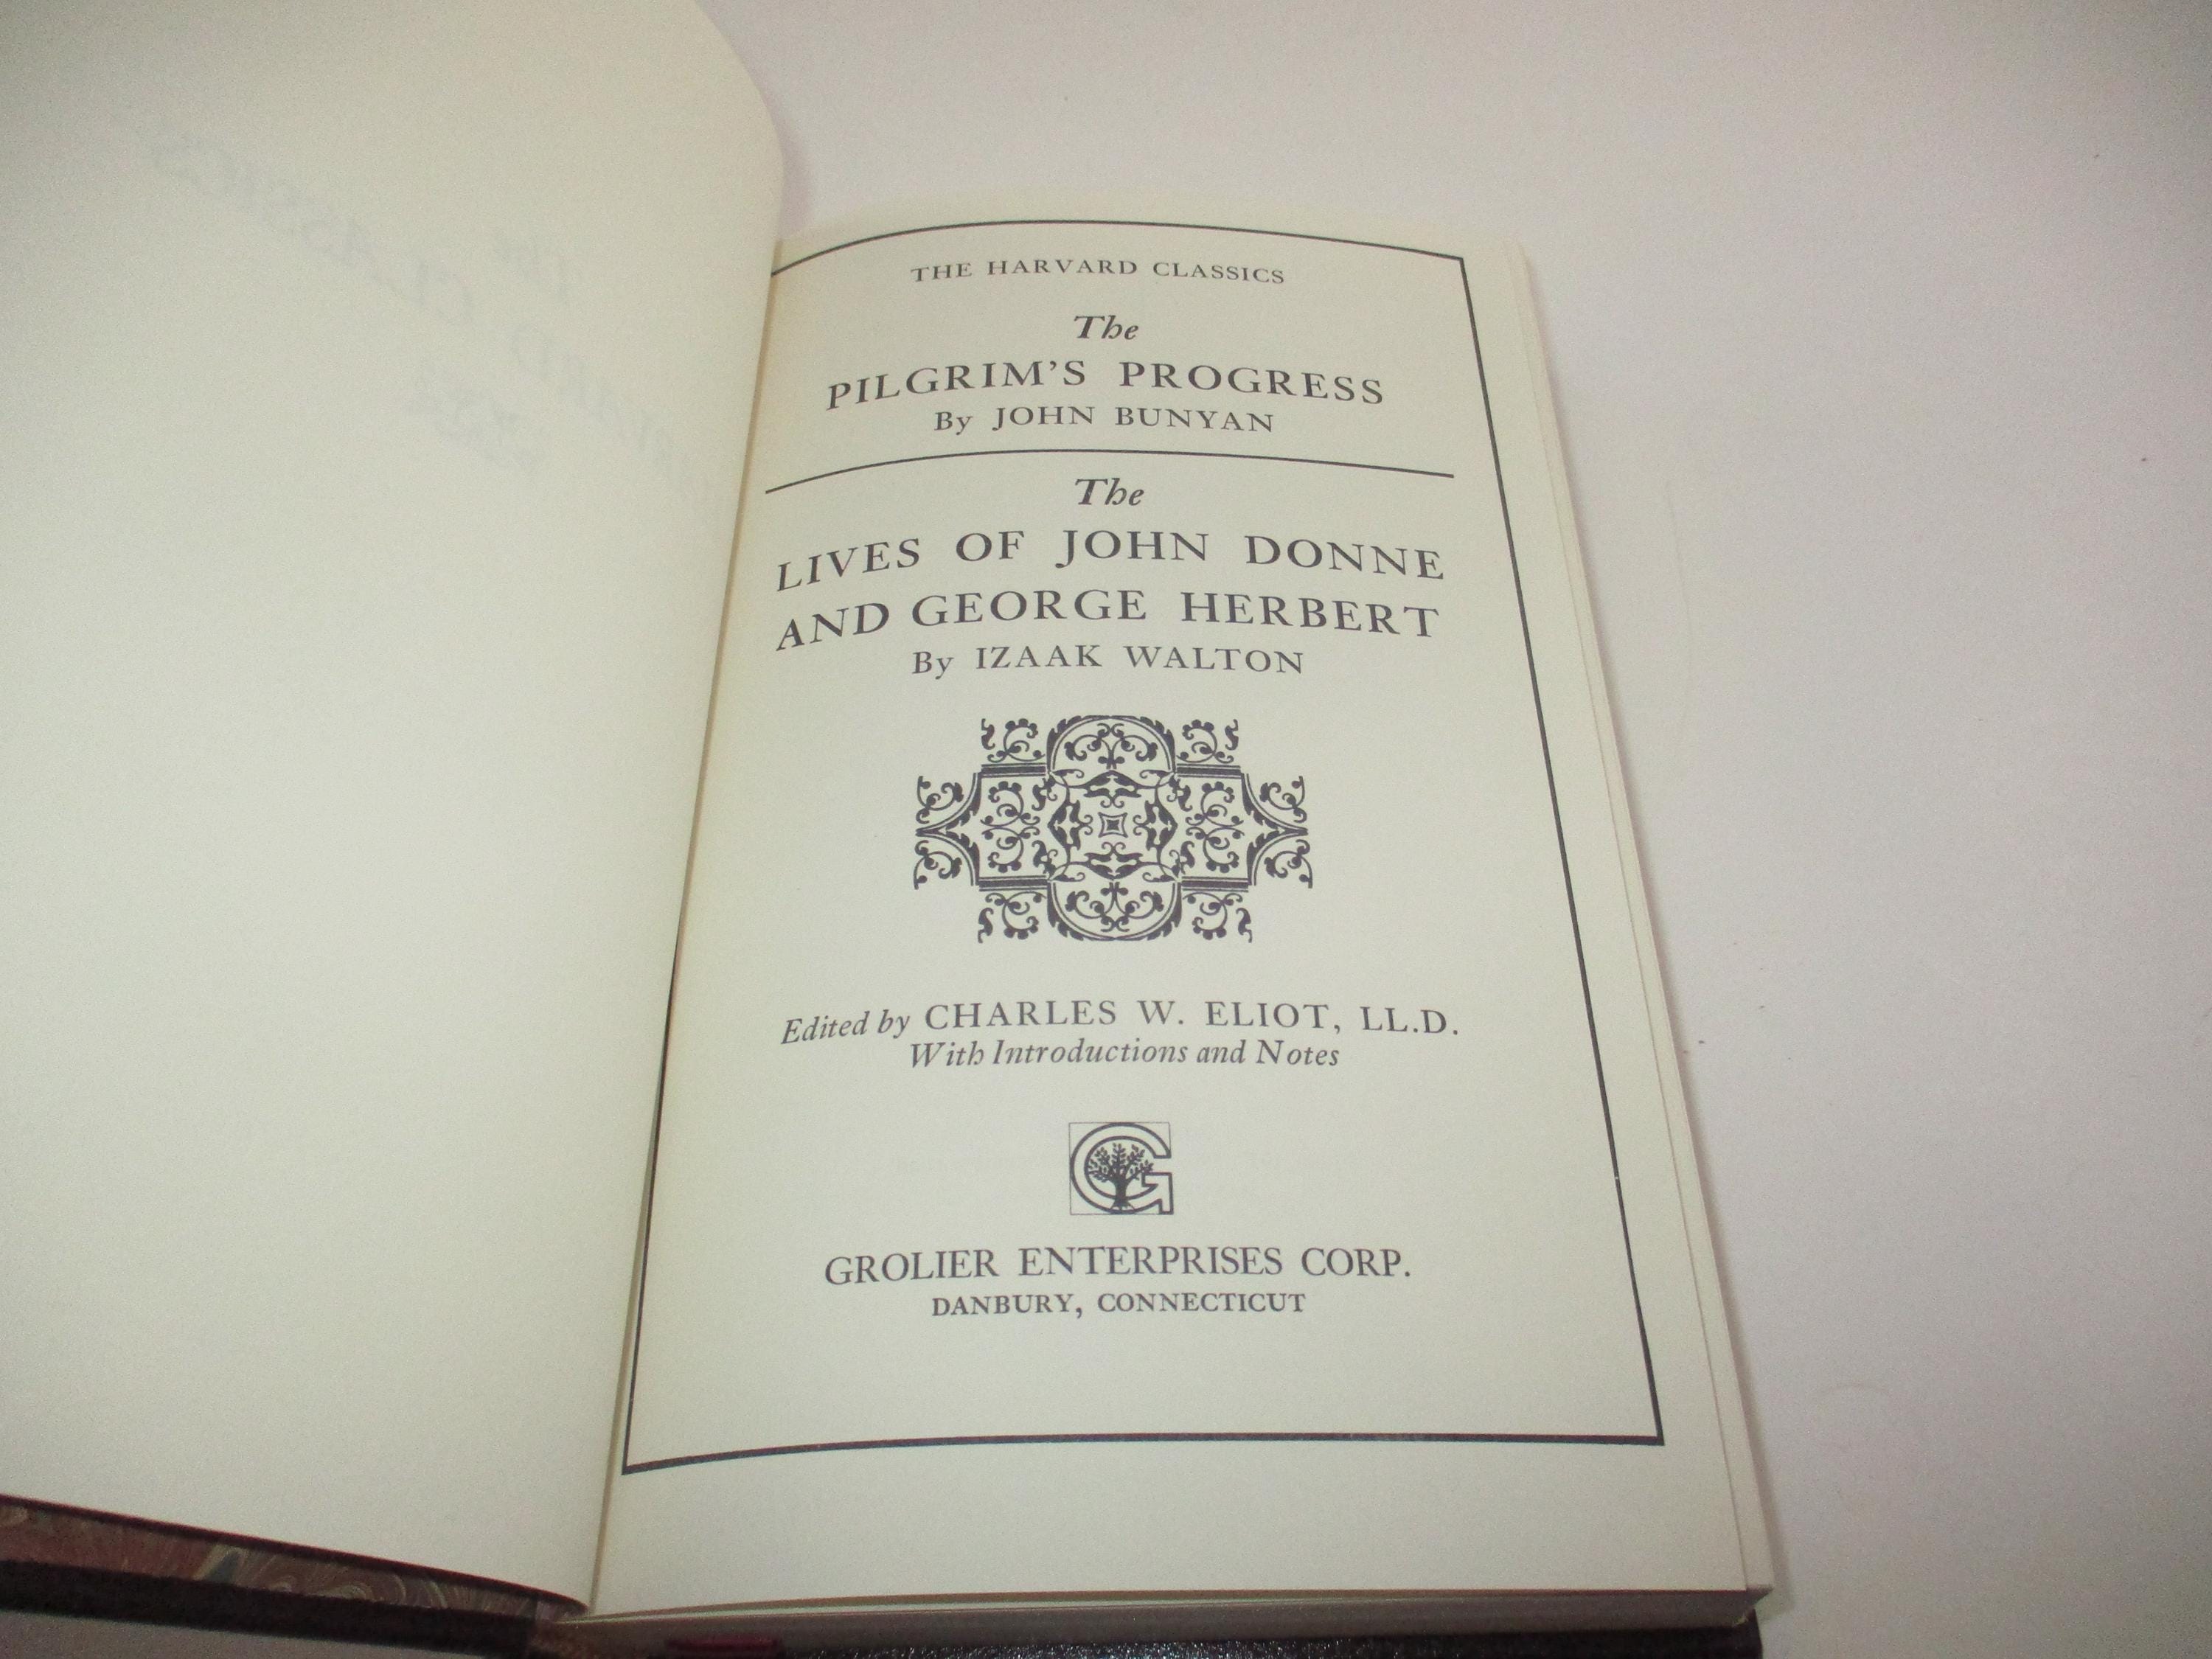 THE HARVARD CLASSICS
The
PILGRIM'S PROGRESS
By JOHN BUNYAN
The
LIVES OF JOHN DONNE
AND GEORGE HERBERT
By IZAAK WALTON
Edited by CHARLES W. ELIOT, LL.D.
With Introductions and Notes
G
GROLIER ENTERPRISES CORP.
DANBURY, CONNECTICUT